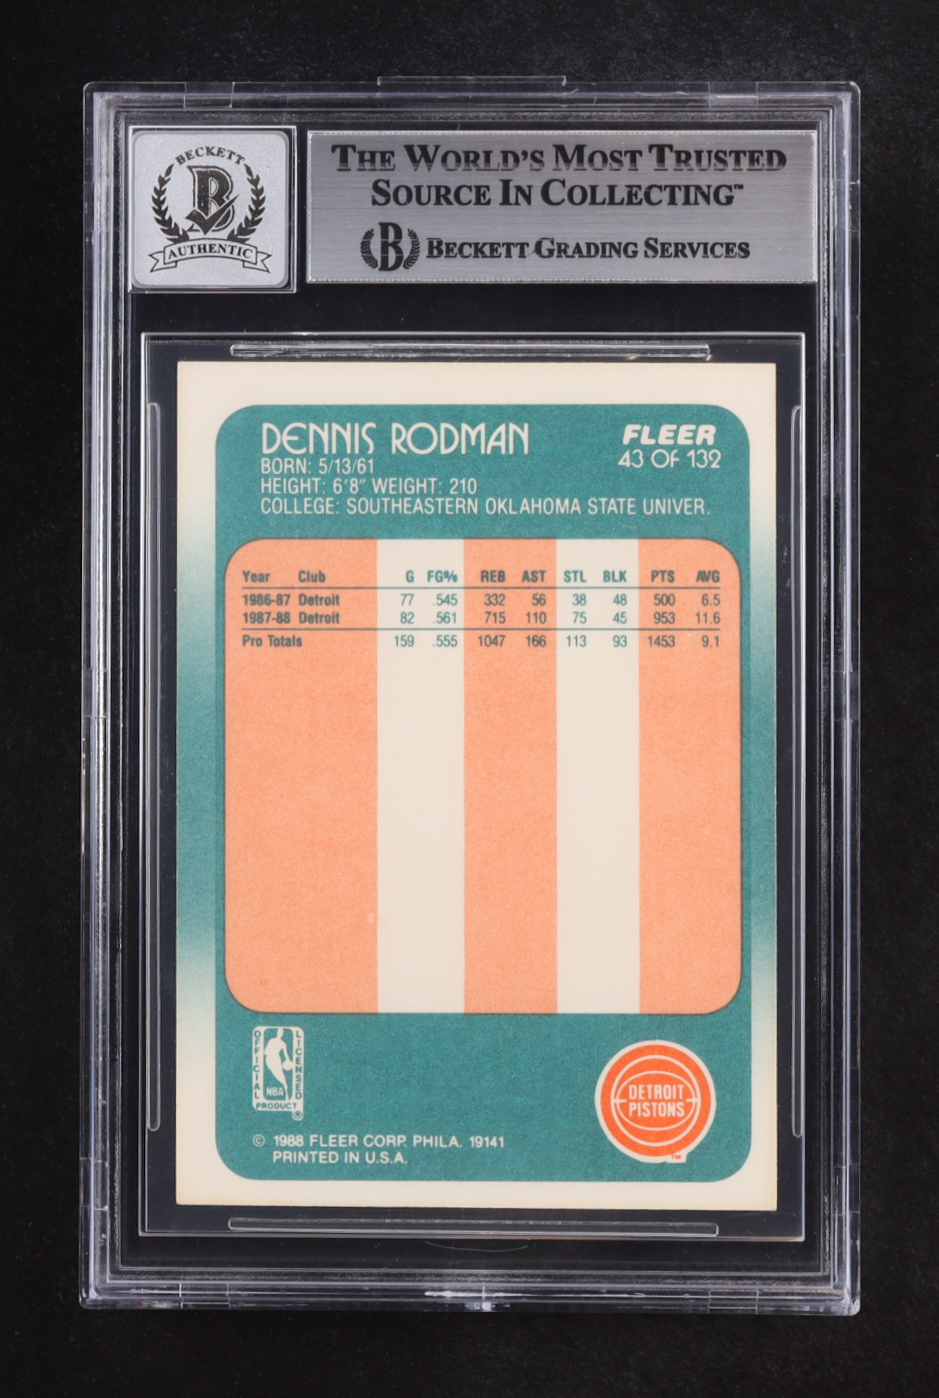 BECKETT
B
AUTHENTIC
THE WORLD'S MOST TRUSTED
SOURCE IN COLLECTING™
B BECKETT GRADING SERVICES
DENNIS RODMAN
FLEER
43 OF 132
BORN: 5/13/61
HEIGHT: 6'8" WEIGHT: 210
COLLEGE: SOUTHEASTERN OKLAHOMA STATE UNIVER.
Year Club G FG% REB AST STL BLK PTS AVG
1986-87 Detroit 77 .545 332 56 38 48 500 6.5
1987-88 Detroit 82 .561 715 110 75 45 953 11.6
Pro Totals 159 .555 1047 166 113 93 1453 9.1
OFFICIAL
LICENSED
NBA
PRODUCT ®
DETROIT
PISTONS
™
© 1988 FLEER CORP. PHILA. 19141
PRINTED IN U.S.A.